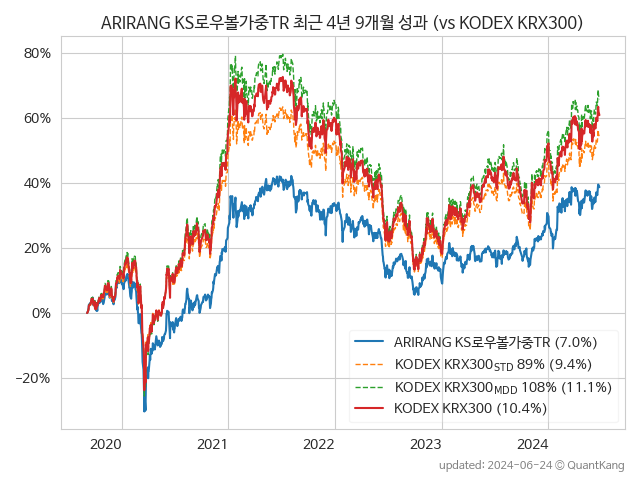 ARIRANG KS로우볼가중TR 최근 4년 9개월 성과 (vs KODEX KRX300)
80%
60%
40%
20%
0%
−20%
ARIRANG KS로우볼가중TR (7.0%)
KODEX KRX300STD 89% (9.4%)
KODEX KRX300MDD 108% (11.1%)
KODEX KRX300 (10.4%)
2020 2021 2022 2023 2024
updated: 2024-06-24 © QuantKang